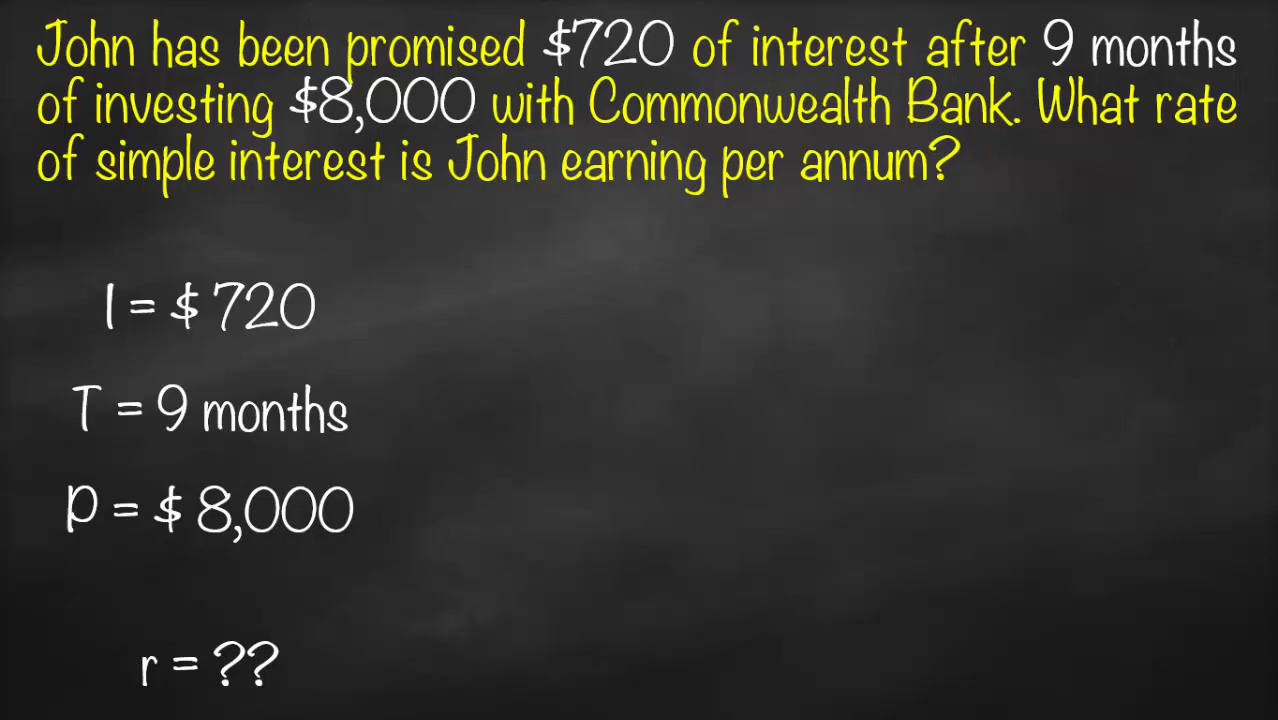 John has been promised $720 of interest after 9 months
of investing $8,000 with Commonwealth Bank. What rate
of simple interest is John earning per annum?
I = $ 720
T = 9 months
P = $ 8,000
r = ??